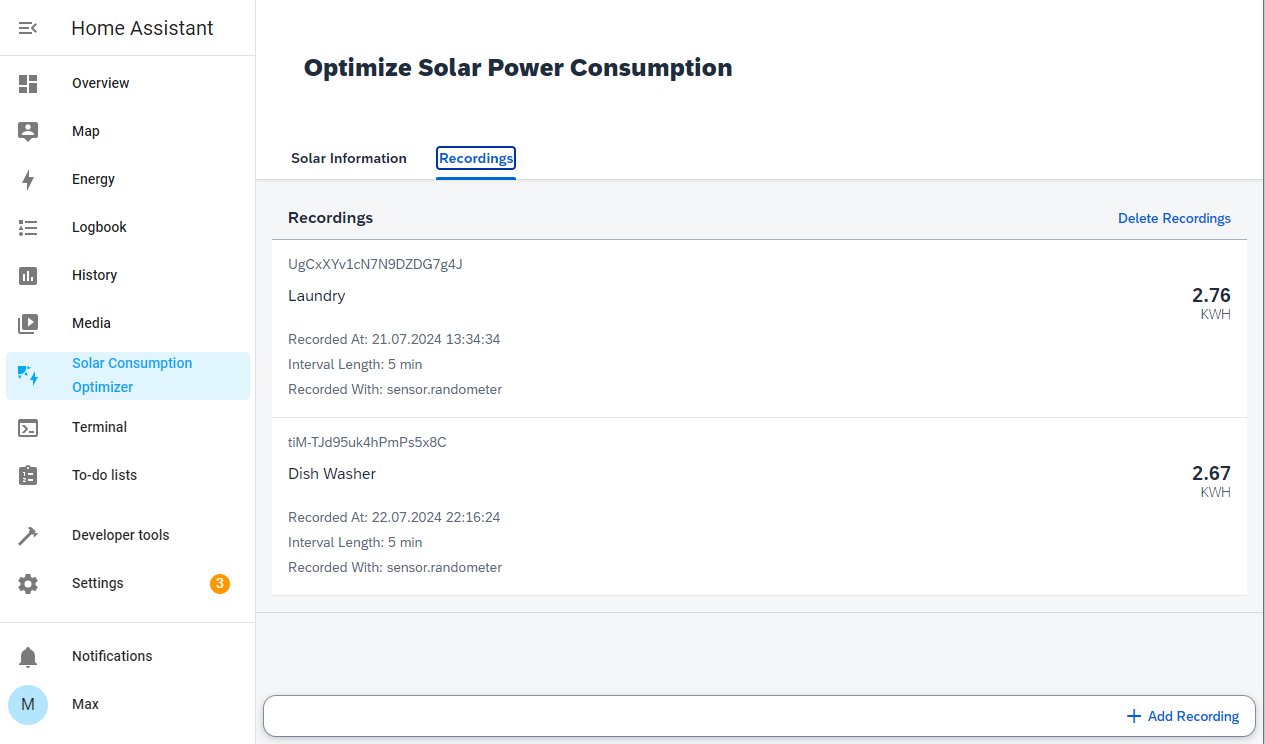 Home Assistant
Overview
Map
Energy
Logbook
History
Media
Solar Consumption
Optimizer
Terminal
To-do lists
Developer tools
Settings
3
Notifications
M
Max
Optimize Solar Power Consumption
Solar Information
Recordings
Recordings
Delete Recordings
UgCxXYv1cN7N9DZDG7g4J
Laundry
2.76
KWH
Recorded At: 21.07.2024 13:34:34
Interval Length: 5 min
Recorded With: sensor.randometer
tiM-TJd95uk4hPmPs5x8C
Dish Washer
2.67
KWH
Recorded At: 22.07.2024 22:16:24
Interval Length: 5 min
Recorded With: sensor.randometer
Add Recording